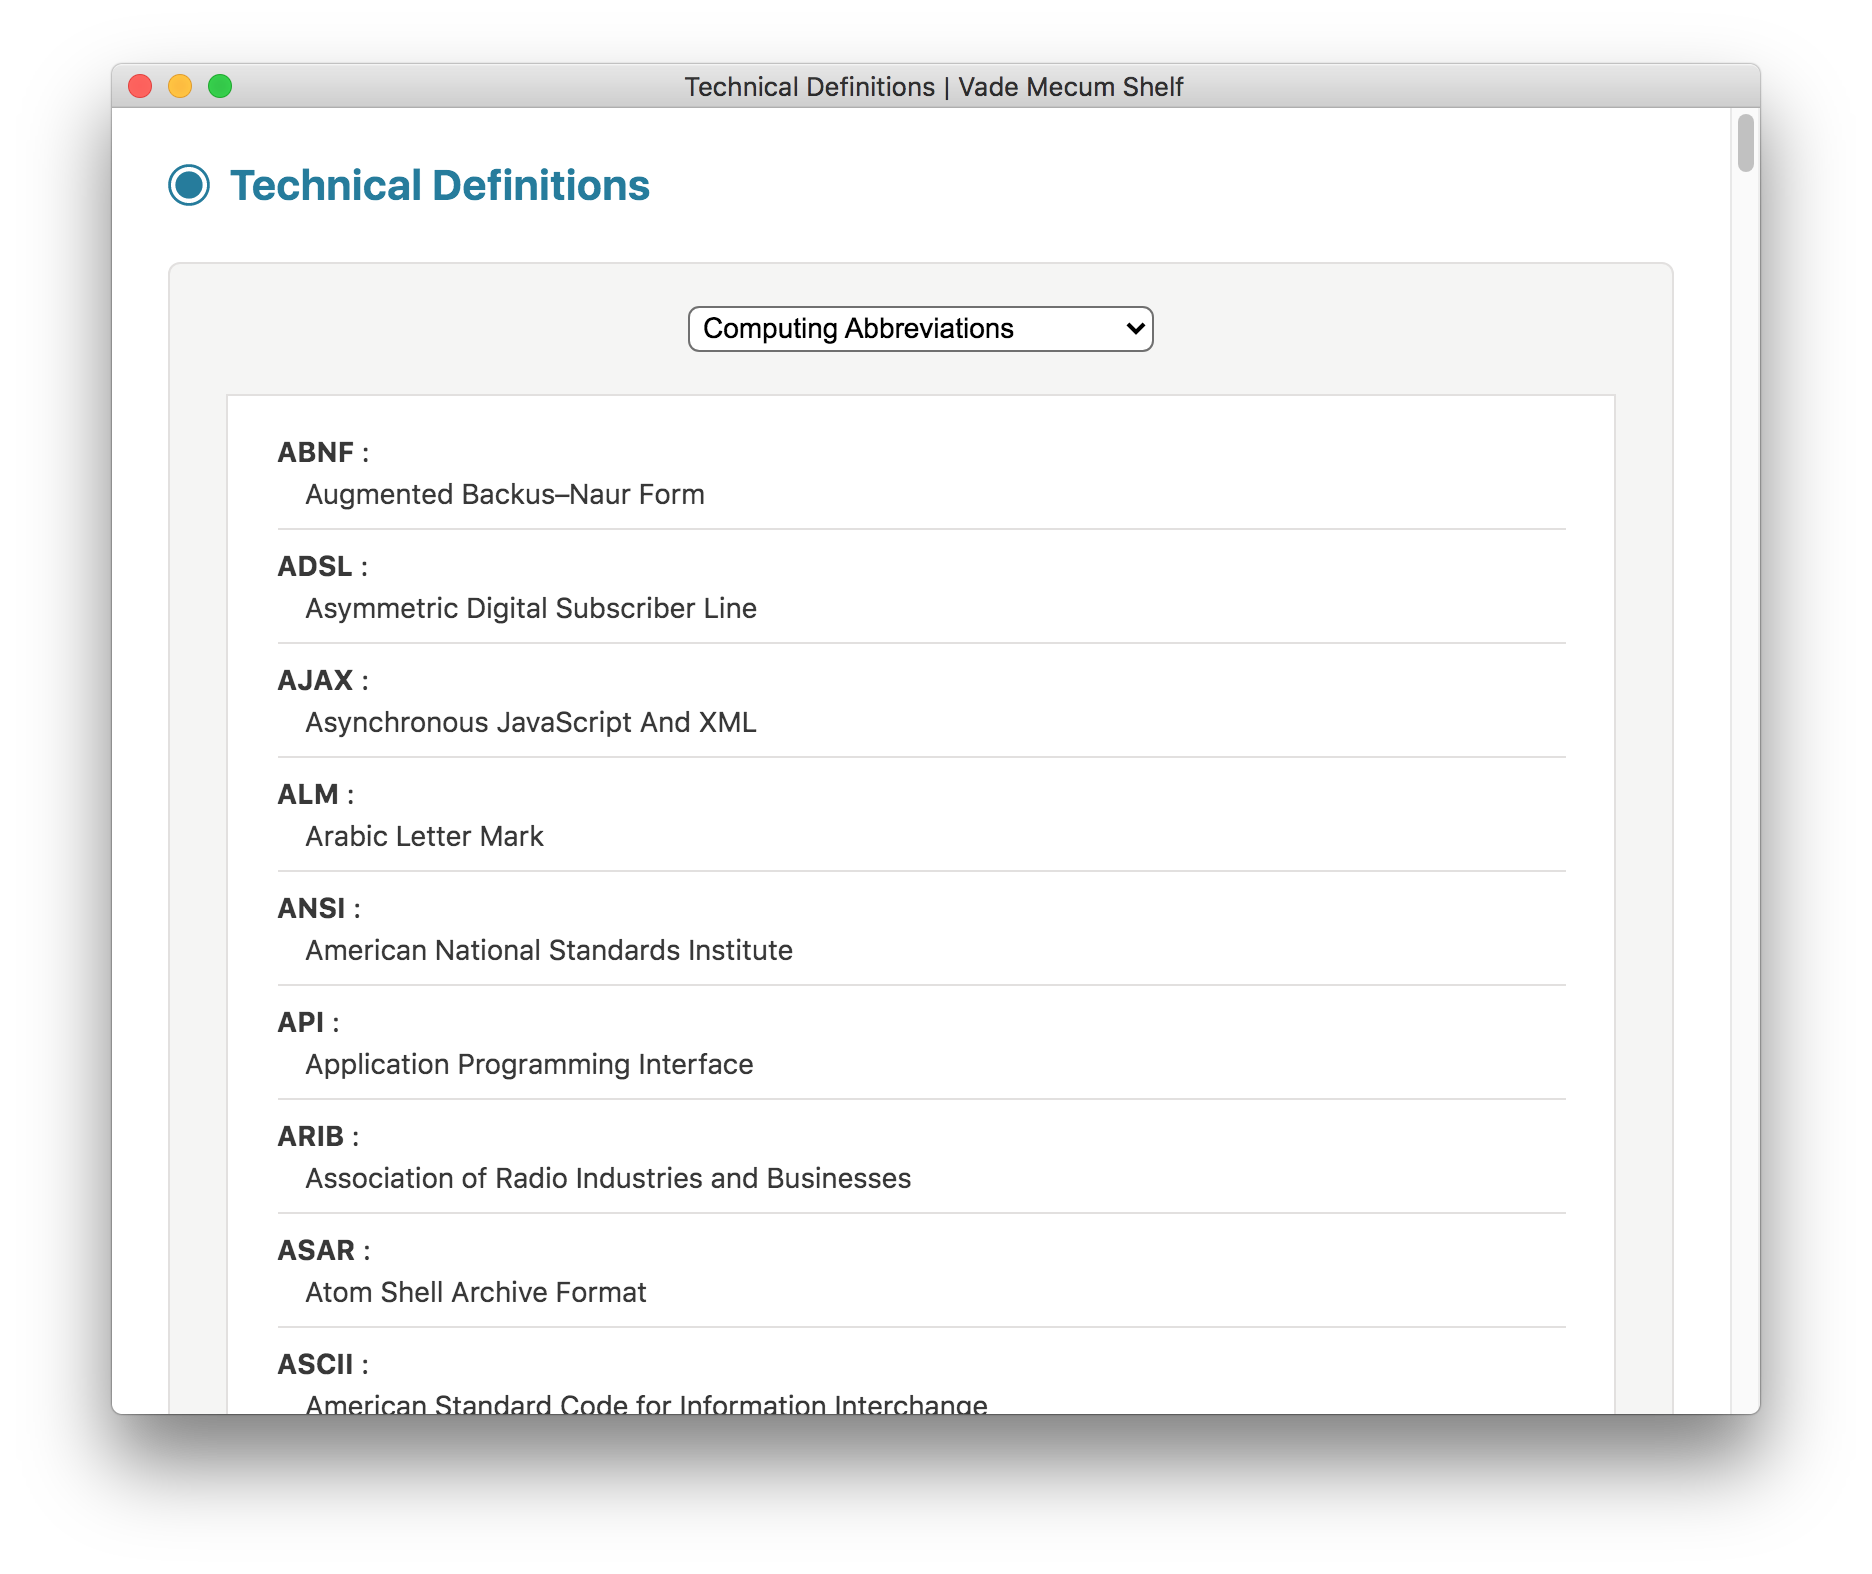 Technical Definitions | Vade Mecum Shelf
Technical Definitions
Computing Abbreviations
ABNF :
Augmented Backus–Naur Form
ADSL :
Asymmetric Digital Subscriber Line
AJAX :
Asynchronous JavaScript And XML
ALM :
Arabic Letter Mark
ANSI :
American National Standards Institute
API :
Application Programming Interface
ARIB :
Association of Radio Industries and Businesses
ASAR :
Atom Shell Archive Format
ASCII :
American Standard Code for Information Interchange